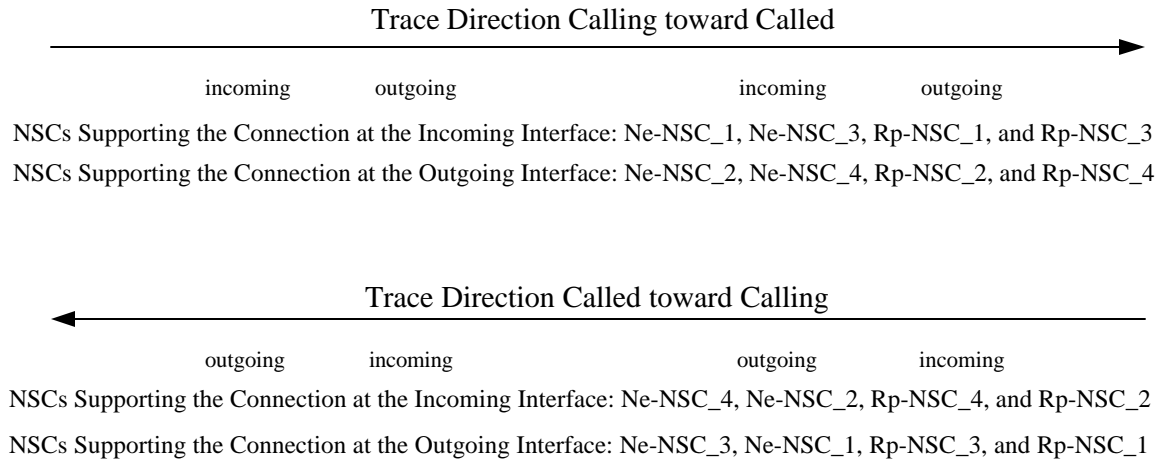 Trace Direction Calling toward Called
incoming outgoing incoming outgoing
NSCs Supporting the Connection at the Incoming Interface: Ne-NSC_1, Ne-NSC_3, Rp-NSC_1, and Rp-NSC_3
NSCs Supporting the Connection at the Outgoing Interface: Ne-NSC_2, Ne-NSC_4, Rp-NSC_2, and Rp-NSC_4
Trace Direction Called toward Calling
outgoing incoming outgoing incoming
NSCs Supporting the Connection at the Incoming Interface: Ne-NSC_4, Ne-NSC_2, Rp-NSC_4, and Rp-NSC_2
NSCs Supporting the Connection at the Outgoing Interface: Ne-NSC_3, Ne-NSC_1, Rp-NSC_3, and Rp-NSC_1